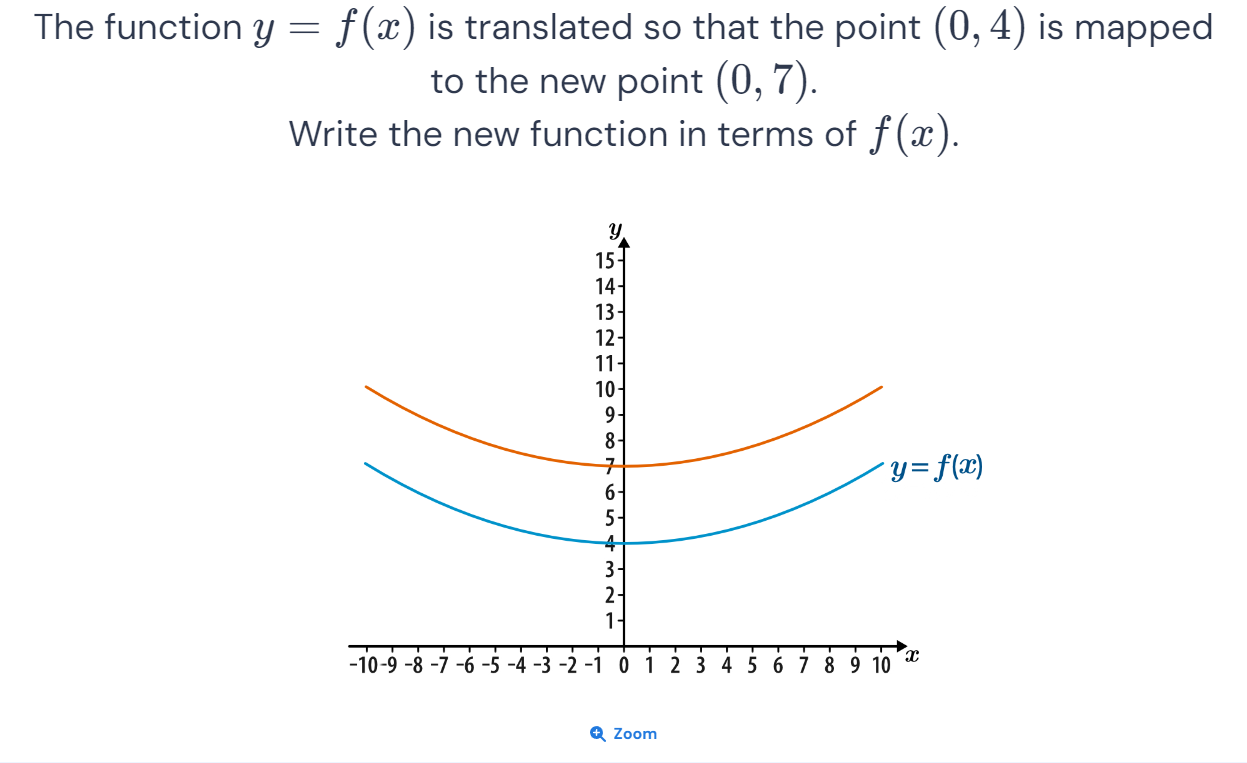 The function y = f(x) is translated so that the point (0, 4) is mapped
to the new point (0, 7).
Write the new function in terms of f(x).
y
15
14
13
12
11
10
9
8
7
6
5
4
3
2
1
y = f(x)
-10 -9 -8 -7 -6 -5 -4 -3 -2 -1 0 1 2 3 4 5 6 7 8 9 10 x
Zoom